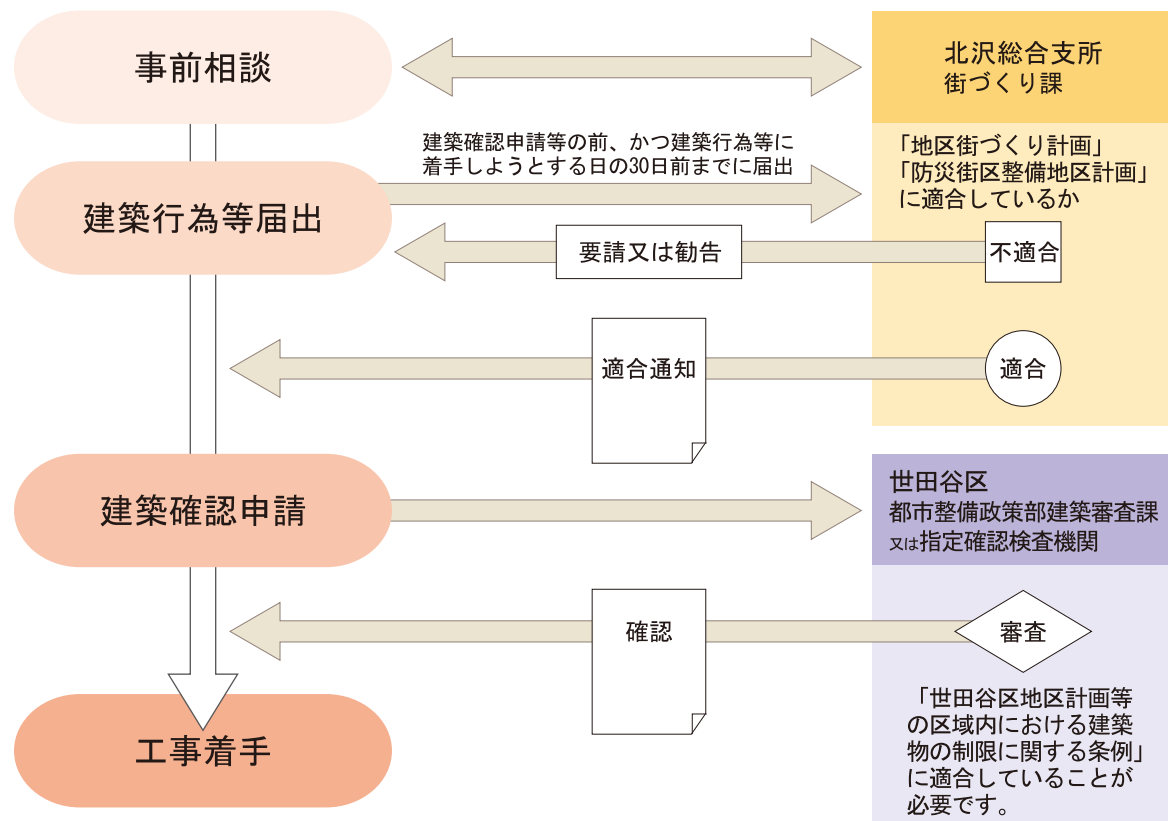 事前相談
北沢総合支所
街づくり課
建築確認申請等の前、かつ建築行為等に
着手しようとする日の30日前までに届出
「地区街づくり計画」
「防災街区整備地区計画」
に適合しているか
建築行為等届出
要請又は勧告
不適合
適合通知
適合
建築確認申請
世田谷区
都市整備政策部建築審査課
又は指定確認検査機関
確認
審査
「世田谷区地区計画等
の区域内における建築
物の制限に関する条例」
に適合していることが
必要です。
工事着手